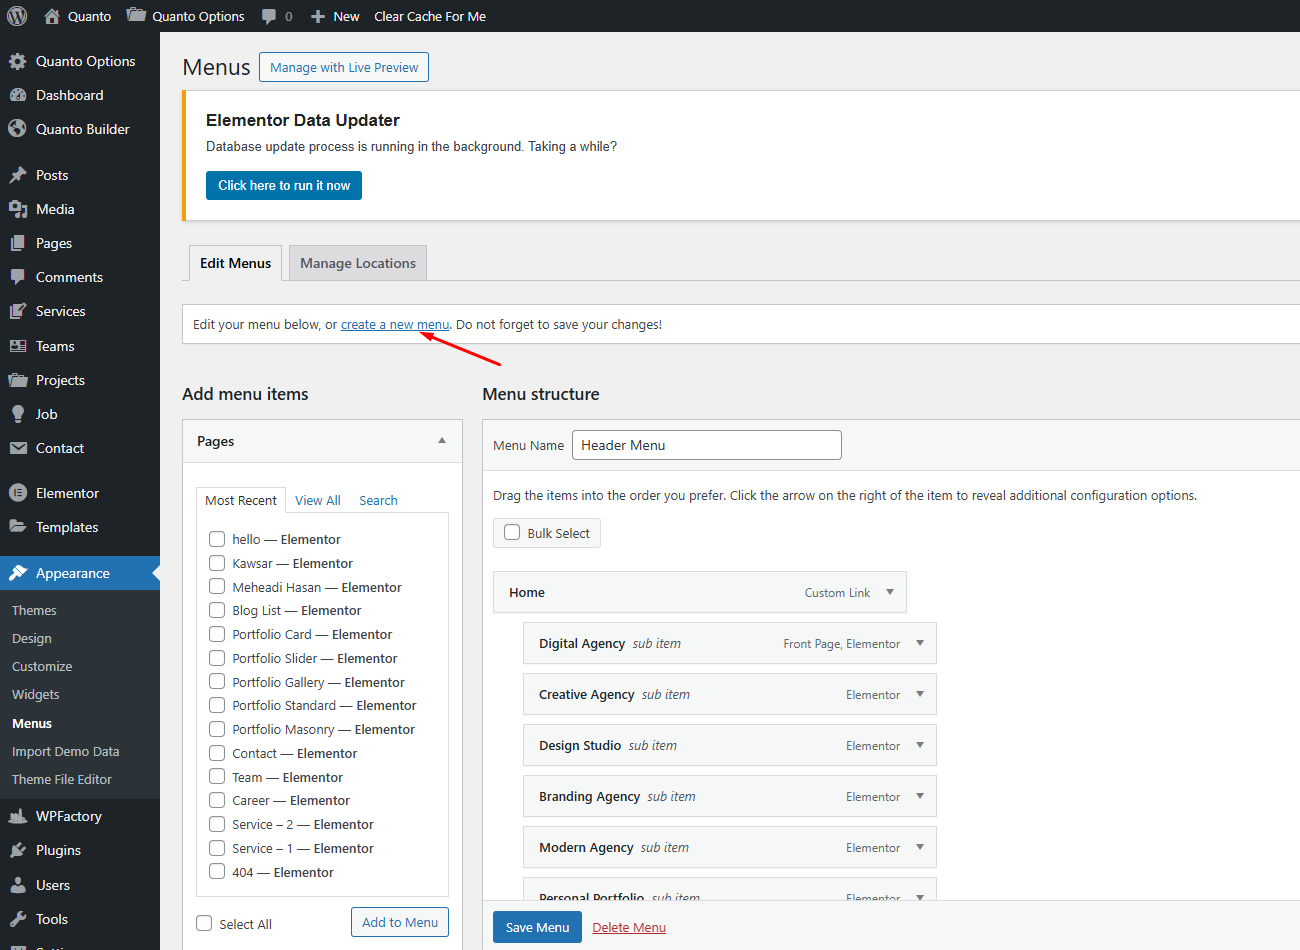 Quanto
Quanto Options
0
New
Clear Cache For Me
Quanto Options
Dashboard
Quanto Builder
Posts
Media
Pages
Comments
Services
Teams
Projects
Job
Contact
Elementor
Templates
Appearance
Themes
Design
Customize
Widgets
Menus
Import Demo Data
Theme File Editor
WPFactory
Plugins
Users
Tools
Menus
Manage with Live Preview
Elementor Data Updater
Database update process is running in the background. Taking a while?
Click here to run it now
Edit Menus
Manage Locations
Edit your menu below, or create a new menu. Do not forget to save your changes!
Add menu items
Pages
Most Recent
View All
Search
hello — Elementor
Kawsar — Elementor
Meheadi Hasan — Elementor
Blog List — Elementor
Portfolio Card — Elementor
Portfolio Slider — Elementor
Portfolio Gallery — Elementor
Portfolio Standard — Elementor
Portfolio Masonry — Elementor
Contact — Elementor
Team — Elementor
Career — Elementor
Service – 2 — Elementor
Service – 1 — Elementor
404 — Elementor
Select All
Add to Menu
Menu structure
Menu Name
Header Menu
Drag the items into the order you prefer. Click the arrow on the right of the item to reveal additional configuration options.
Bulk Select
Home Custom Link
Digital Agency sub item Front Page, Elementor
Creative Agency sub item Elementor
Design Studio sub item Elementor
Branding Agency sub item Elementor
Modern Agency sub item Elementor
Personal Portfolio sub item Elementor
Save Menu
Delete Menu